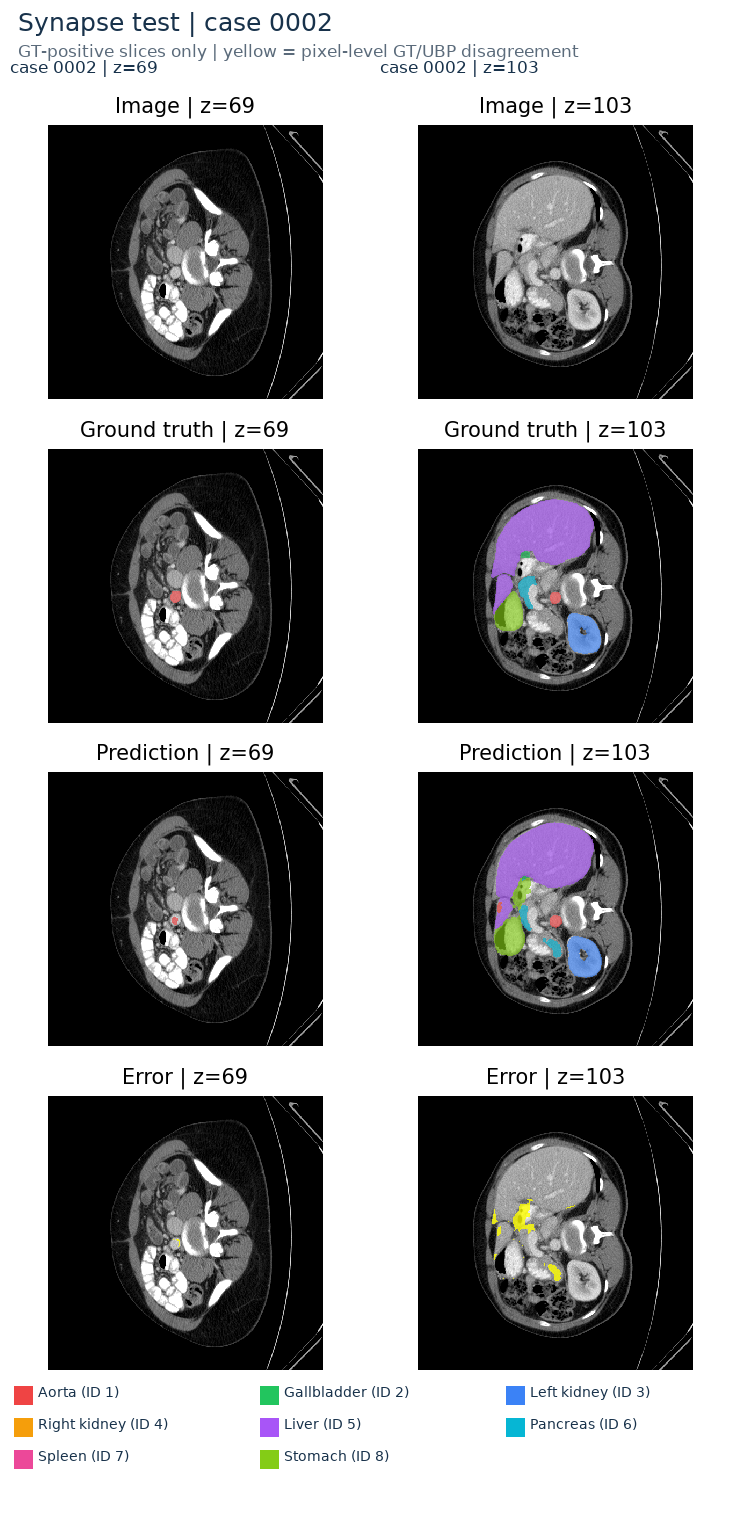 Synapse test | case 0002
GT-positive slices only | yellow = pixel-level GT/UBP disagreement
case 0002 | z=69
case 0002 | z=103
Image | z=69
Image | z=103
Ground truth | z=69
Ground truth | z=103
Prediction | z=69
Prediction | z=103
Error | z=69
Error | z=103
Aorta (ID 1)
Gallbladder (ID 2)
Left kidney (ID 3)
Right kidney (ID 4)
Liver (ID 5)
Pancreas (ID 6)
Spleen (ID 7)
Stomach (ID 8)